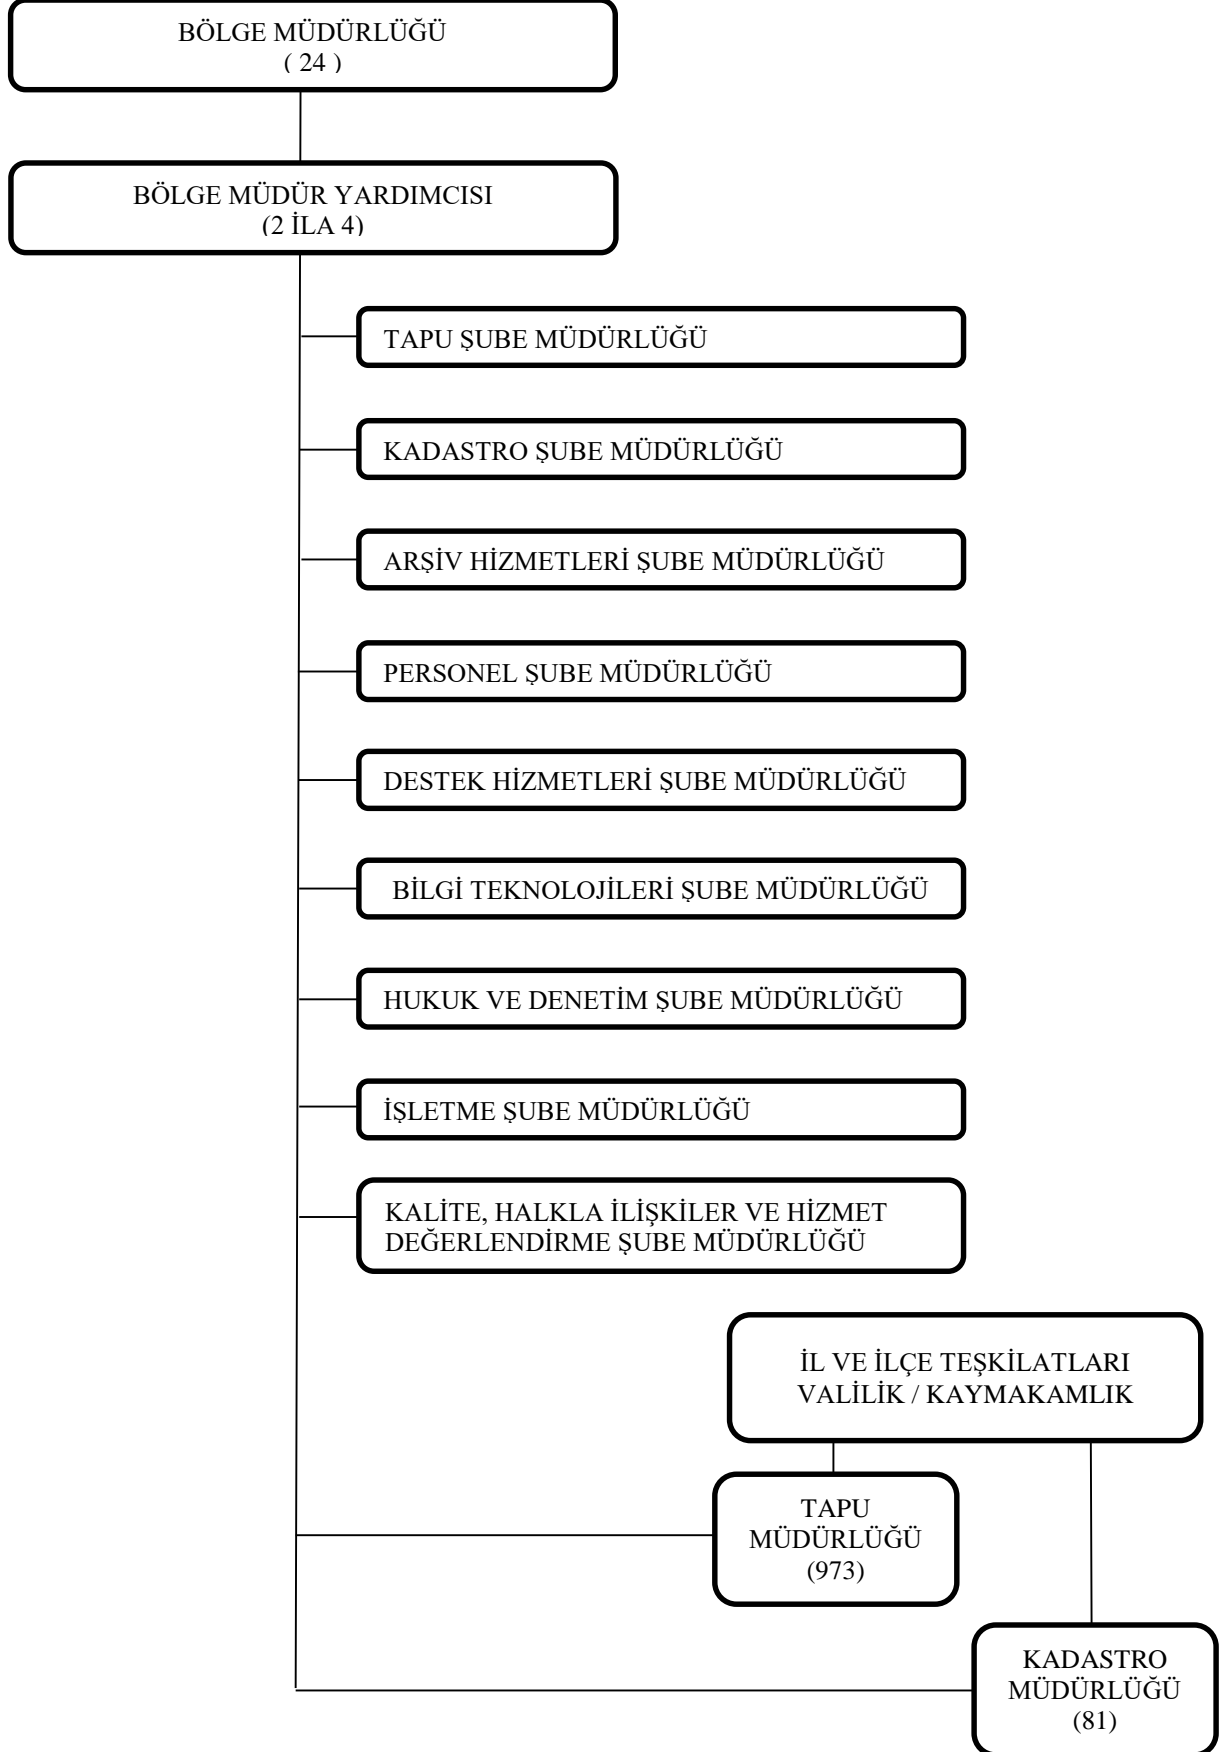 BÖLGE MÜDÜRLÜĞÜ
( 24 )
BÖLGE MÜDÜR YARDIMCISI
(2 İLA 4)
TAPU ŞUBE MÜDÜRLÜĞÜ
KADASTRO ŞUBE MÜDÜRLÜĞÜ
ARŞİV HİZMETLERİ ŞUBE MÜDÜRLÜĞÜ
PERSONEL ŞUBE MÜDÜRLÜĞÜ
DESTEK HİZMETLERİ ŞUBE MÜDÜRLÜĞÜ
BİLGİ TEKNOLOJİLERİ ŞUBE MÜDÜRLÜĞÜ
HUKUK VE DENETİM ŞUBE MÜDÜRLÜĞÜ
İŞLETME ŞUBE MÜDÜRLÜĞÜ
KALİTE, HALKLA İLİŞKİLER VE HİZMET
DEĞERLENDİRME ŞUBE MÜDÜRLÜĞÜ
İL VE İLÇE TEŞKİLATLARI
VALİLİK / KAYMAKAMLIK
TAPU
MÜDÜRLÜĞÜ
(973)
KADASTRO
MÜDÜRLÜĞÜ
(81)